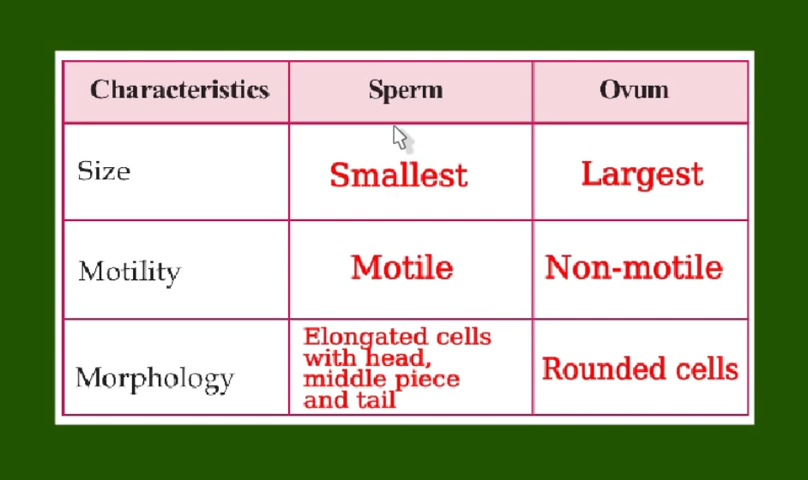 Characteristics Sperm Ovum
Size Smallest Largest
Motility Motile Non-motile
Morphology Elongated cells
with head,
middle piece
and tail Rounded cells